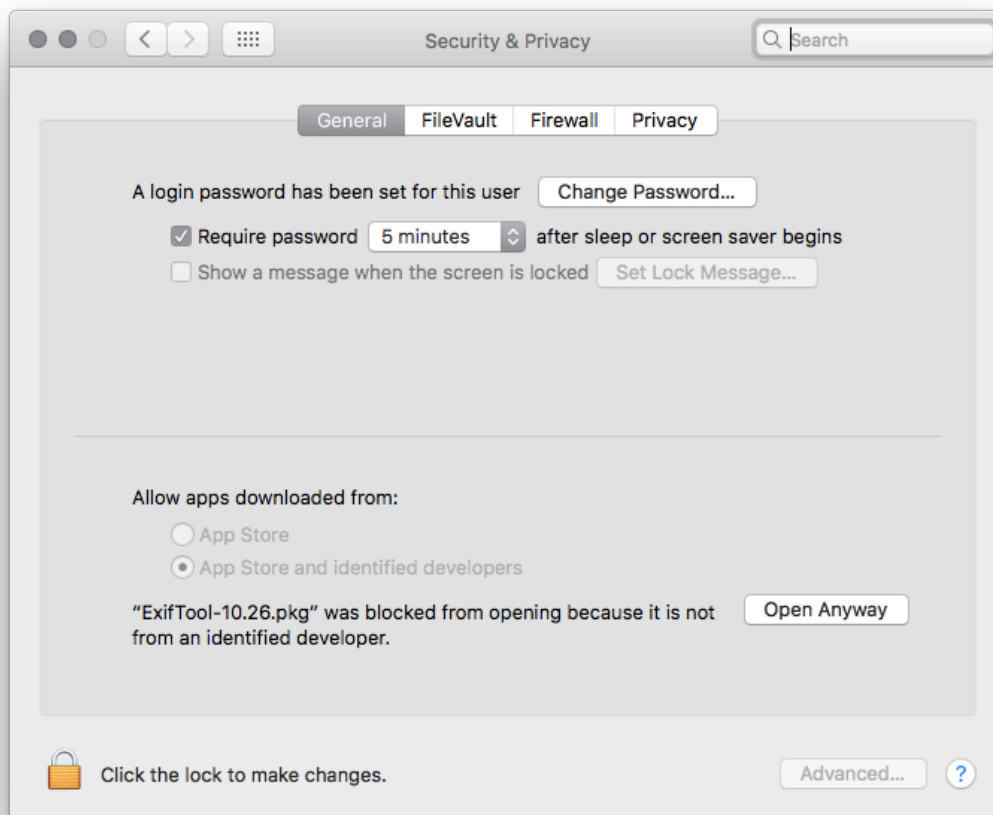 Security & Privacy
Search
General FileVault Firewall Privacy
A login password has been set for this user Change Password...
Require password 5 minutes after sleep or screen saver begins
Show a message when the screen is locked Set Lock Message...
Allow apps downloaded from:
App Store
App Store and identified developers
“ExifTool-10.26.pkg” was blocked from opening because it is not Open Anyway
from an identified developer.
Click the lock to make changes. Advanced... ?